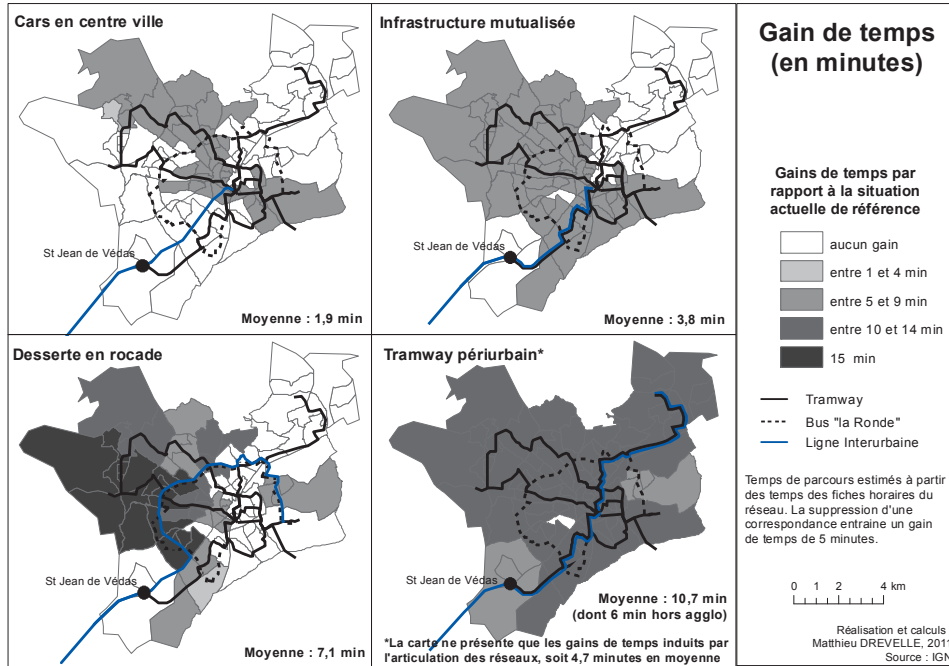 Cars en centre ville
St Jean de Védas
Moyenne : 1,9 min
Infrastructure mutualisée
St Jean de Védas
Moyenne : 3,8 min
Desserte en rocade
St Jean de Védas
Moyenne : 7,1 min
Tramway périurbain*
St Jean de Védas
Moyenne : 10,7 min
(dont 6 min hors agglo)
*La carte ne présente que les gains de temps induits par
l'articulation des réseaux, soit 4,7 minutes en moyenne
Gain de temps
(en minutes)
Gains de temps par
rapport à la situation
actuelle de référence
aucun gain
entre 1 et 4 min
entre 5 et 9 min
entre 10 et 14 min
15 min
Tramway
Bus "la Ronde"
Ligne Interurbaine
Temps de parcours estimés à partir
des temps des fiches horaires du
réseau. La suppression d'une
correspondance entraine un gain
de temps de 5 minutes.
0 1 2 4 km
Réalisation et calculs
Matthieu DREVELLE, 2011
Source : IGN